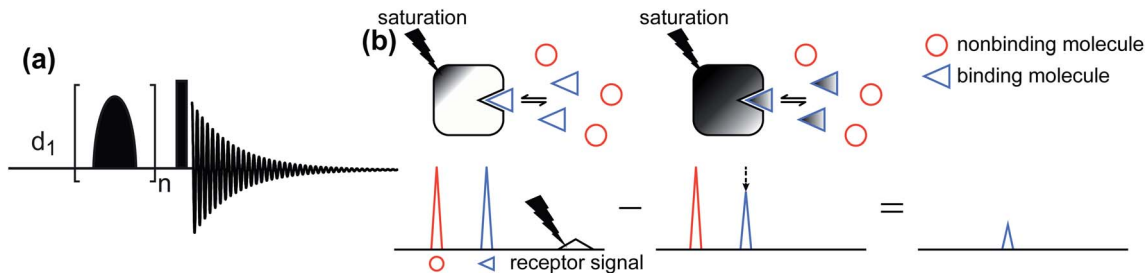 (a)
d1
n
(b)
saturation
saturation
nonbinding molecule
binding molecule
receptor signal